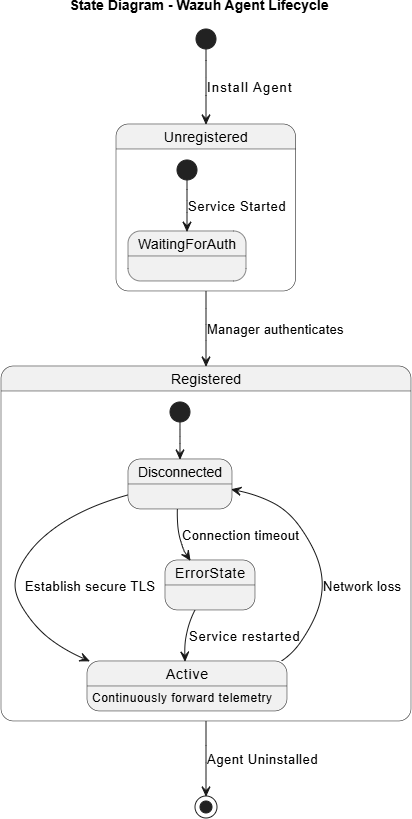 State Diagram - Wazuh Agent Lifecycle
Install Agent
Unregistered
Service Started
WaitingForAuth
Manager authenticates
Registered
Disconnected
Connection timeout
ErrorState
Establish secure TLS
Network loss
Service restarted
Active
Continuously forward telemetry
Agent Uninstalled